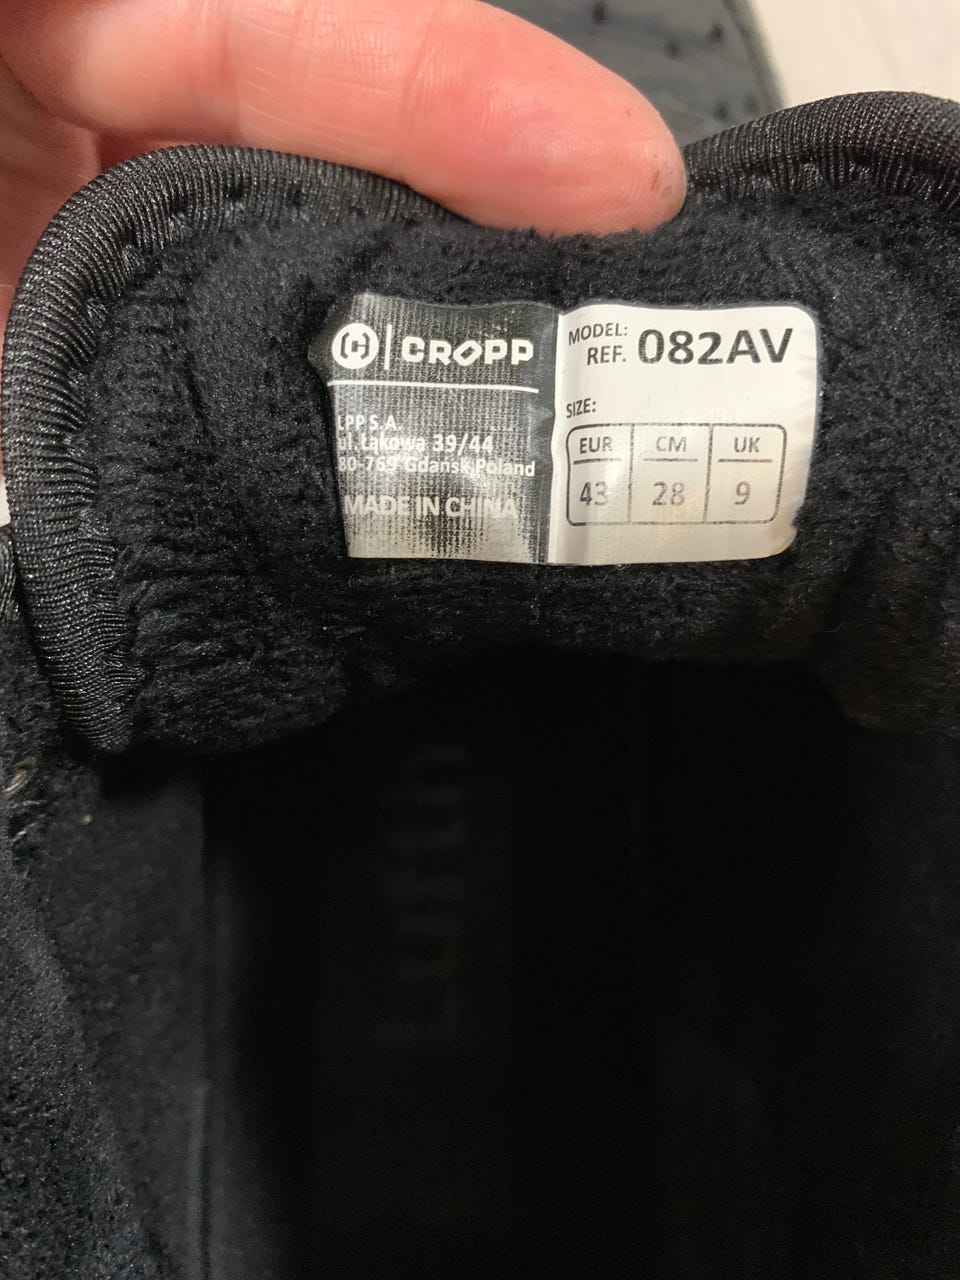 CROPP
LPP S.A.
ul. Łąkowa 39/44
80-769 Gdańsk, Poland
MADE IN CHINA
MODEL:
REF. 082AV
SIZE:
EUR CM UK
43 28 9